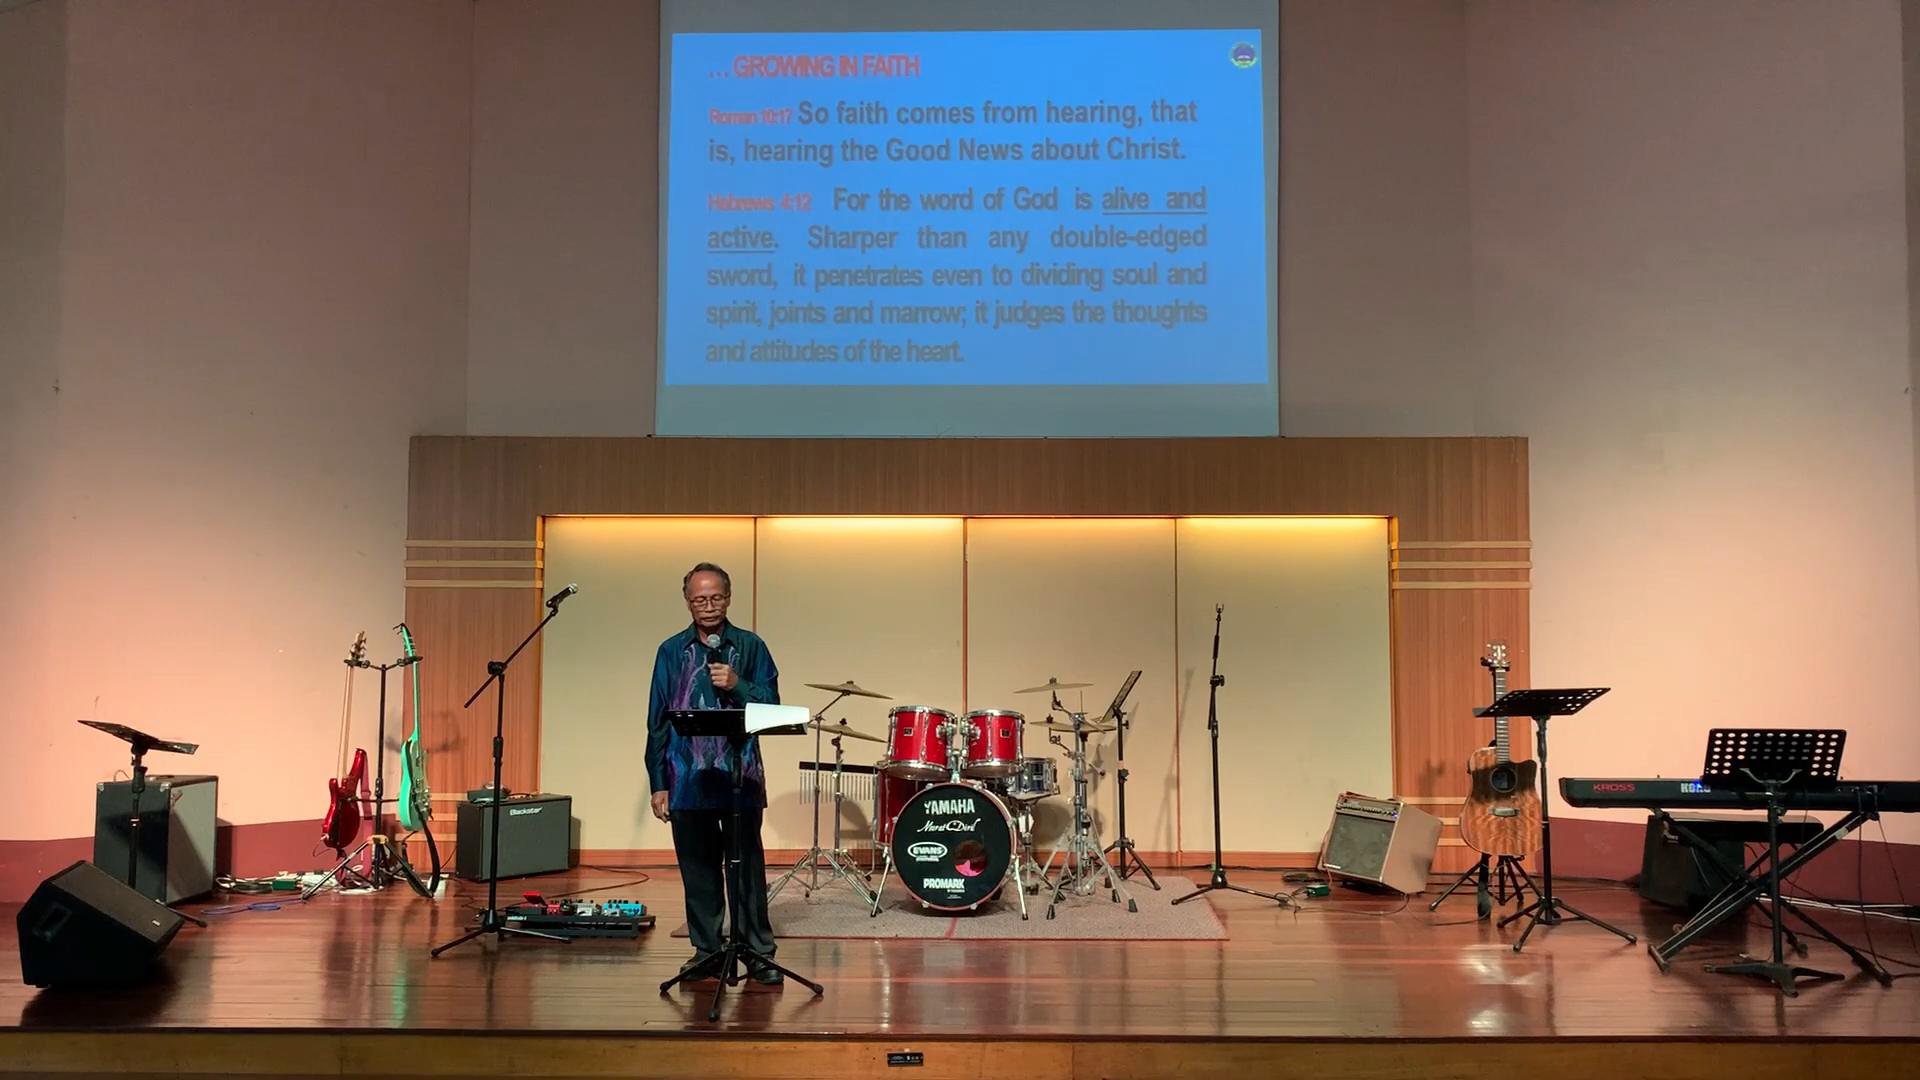 ... GROWING IN FAITH
Roman 10:17 So faith comes from hearing, that
is, hearing the Good News about Christ.
Hebrews 4:12 For the word of God is alive and
active. Sharper than any double-edged
sword, it penetrates even to dividing soul and
spirit, joints and marrow; it judges the thoughts
and attitudes of the heart.
Blackstar
YAMAHA
EVANS
PROMARK
KROSS
KORG